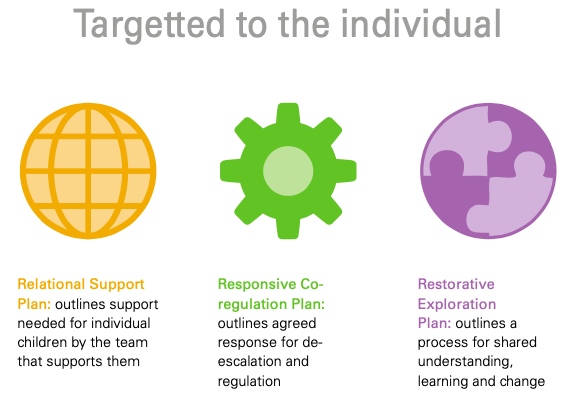 Targetted to the individual
Relational Support
Plan: outlines support
needed for individual
children by the team
that supports them
Responsive Co-
regulation Plan:
outlines agreed
response for de-
escalation and
regulation
Restorative
Exploration
Plan: outlines a
process for shared
understanding,
learning and change